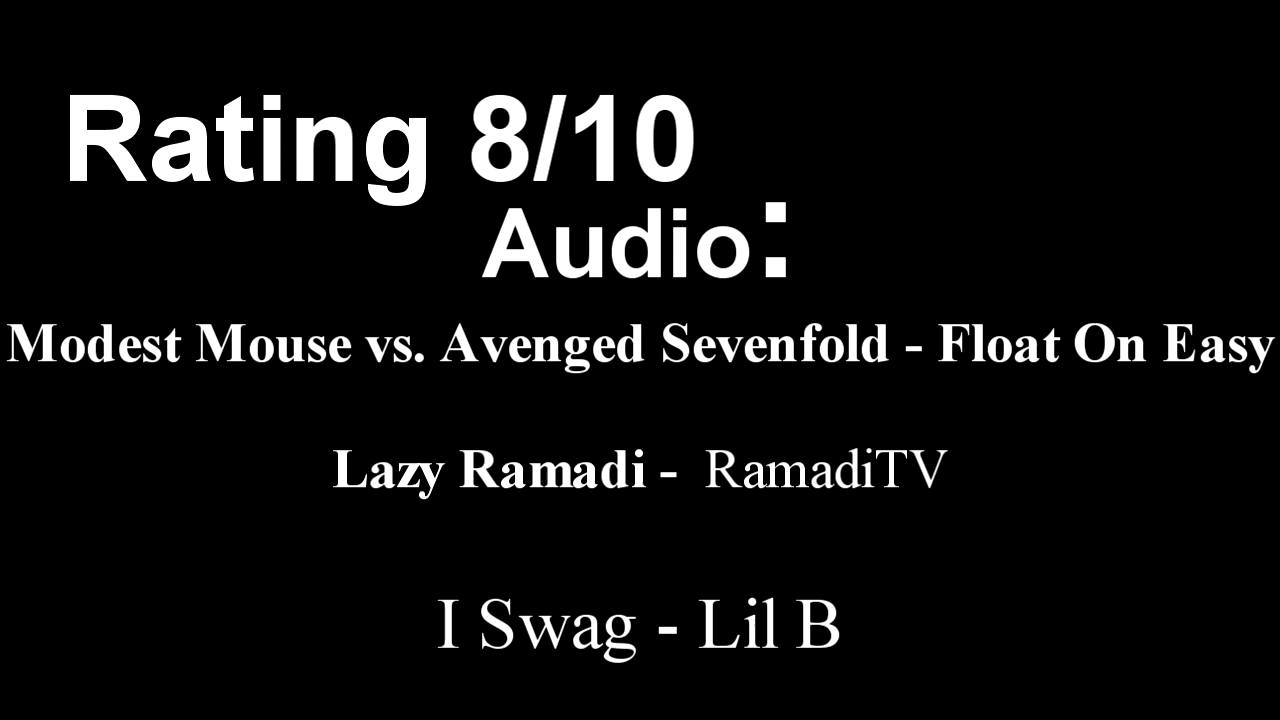 Rating 8/10
Audio:
Modest Mouse vs. Avenged Sevenfold - Float On Easy
Lazy Ramadi - RamadiTV
I Swag - Lil B